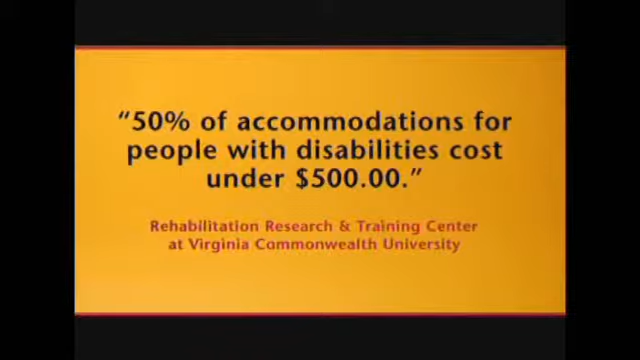 “50% of accommodations for
people with disabilities cost
under $500.00.”
Rehabilitation Research & Training Center
at Virginia Commonwealth University